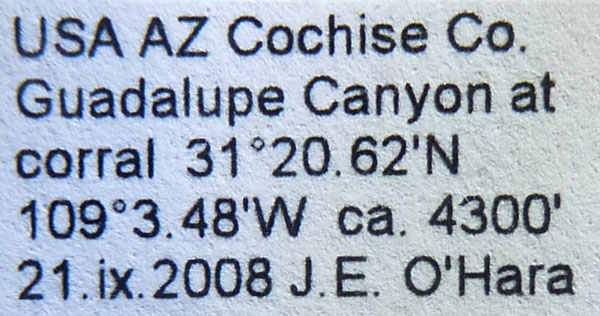 USA AZ Cochise Co.
Guadalupe Canyon at
corral 31°20.62'N
109°3.48'W ca. 4300'
21.ix.2008 J.E. O'Hara